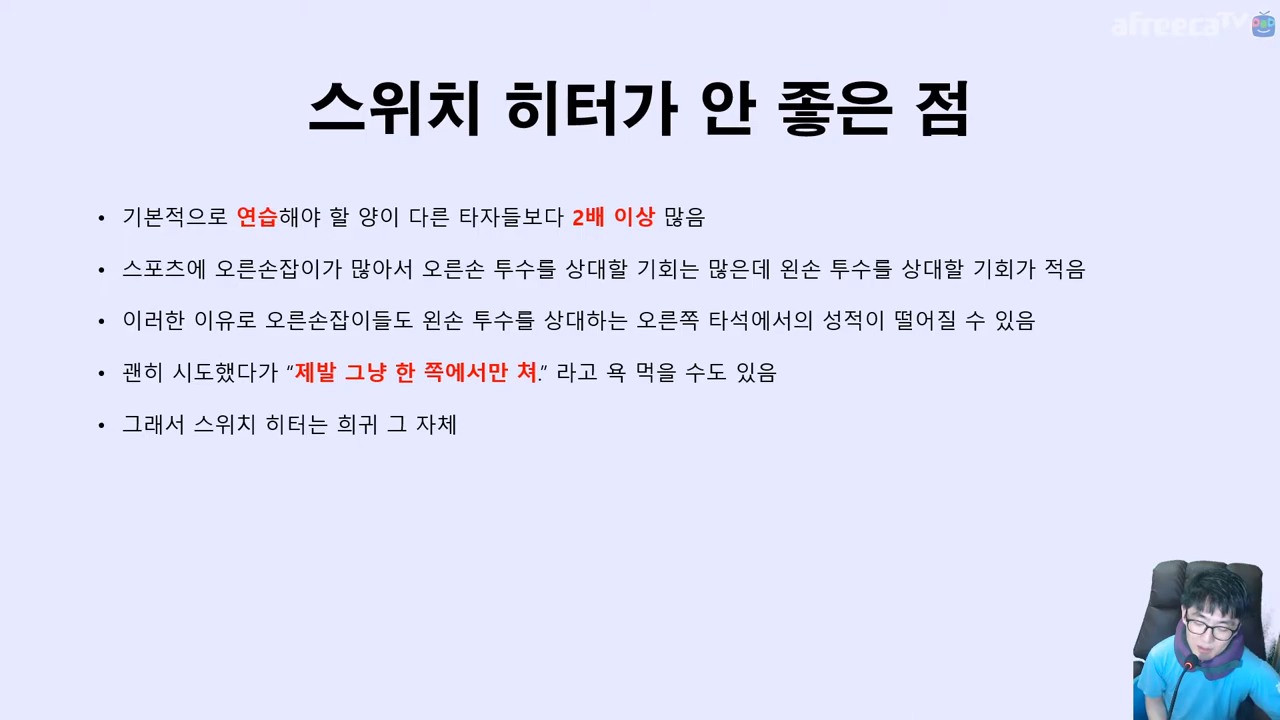 afreecaTV
스위치 히터가 안 좋은 점
• 기본적으로 연습해야 할 양이 다른 타자들보다 2배 이상 많음
• 스포츠에 오른손잡이가 많아서 오른손 투수를 상대할 기회는 많은데 왼손 투수를 상대할 기회가 적음
• 이러한 이유로 오른손잡이들도 왼손 투수를 상대하는 오른쪽 타석에서의 성적이 떨어질 수 있음
• 괜히 시도했다가 “제발 그냥 한 쪽에서만 쳐.” 라고 욕 먹을 수도 있음
• 그래서 스위치 히터는 희귀 그 자체